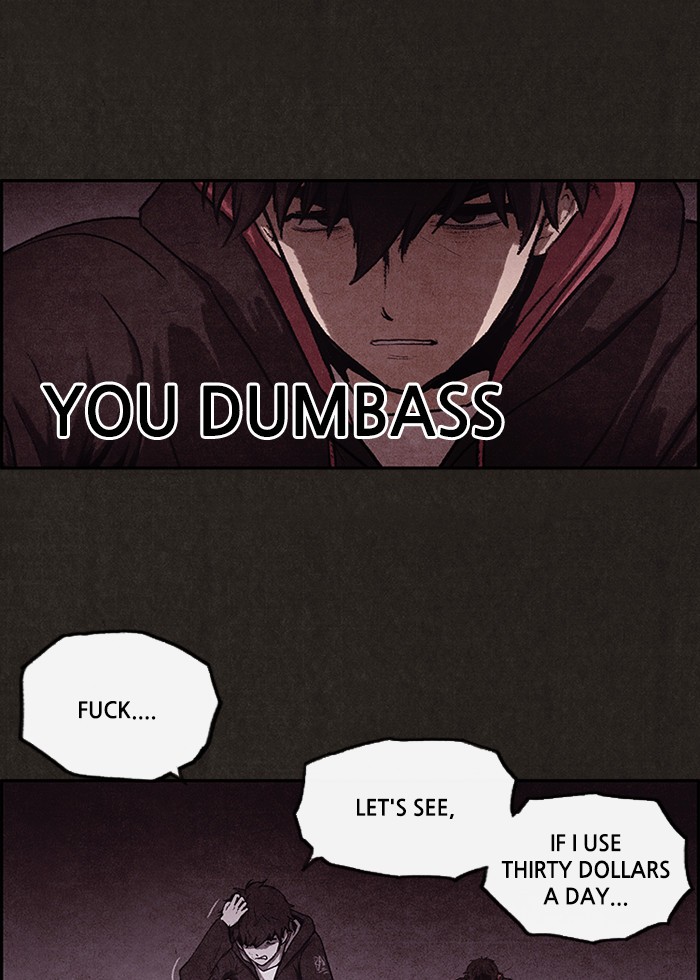 YOU DUMBASS
FUCK....
LET'S SEE,
IF I USE
THIRTY DOLLARS
A DAY...